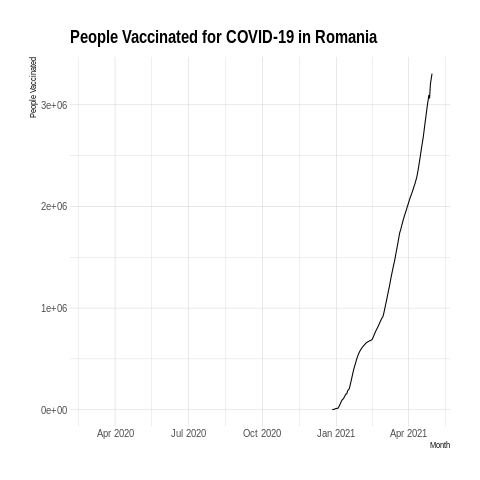 People Vaccinated for COVID-19 in Romania
People Vaccinated
3e+06
2e+06
1e+06
0e+00
Apr 2020 Jul 2020 Oct 2020 Jan 2021 Apr 2021
Month